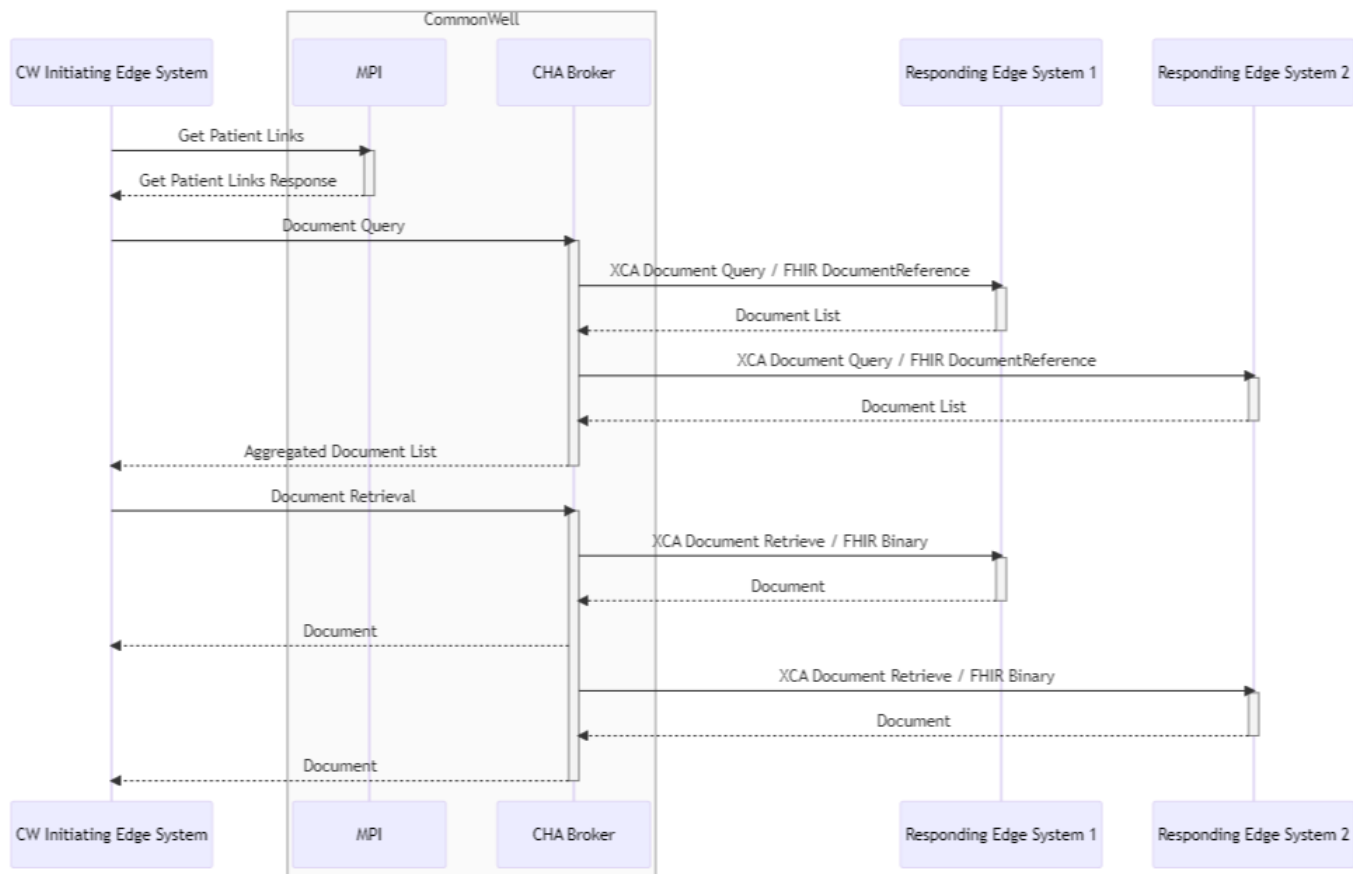 CommonWell
CW Initiating Edge System
MPI
CHA Broker
Responding Edge System 1
Responding Edge System 2
Get Patient Links
Get Patient Links Response
Document Query
XCA Document Query / FHIR DocumentReference
Document List
XCA Document Query / FHIR DocumentReference
Document List
Aggregated Document List
Document Retrieval
XCA Document Retrieve / FHIR Binary
Document
Document
XCA Document Retrieve / FHIR Binary
Document
Document
CW Initiating Edge System
MPI
CHA Broker
Responding Edge System 1
Responding Edge System 2